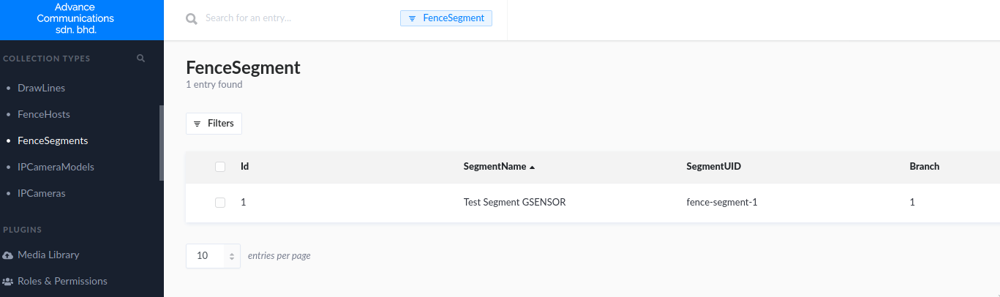 Advance
Communications
sdn. bhd.
Search for an entry...
FenceSegment
COLLECTION TYPES
DrawLines
FenceHosts
FenceSegments
IPCameraModels
IPCameras
PLUGINS
Media Library
Roles & Permissions
FenceSegment
1 entry found
Filters
Id SegmentName SegmentUID Branch
1 Test Segment GSENSOR fence-segment-1 1
10 entries per page